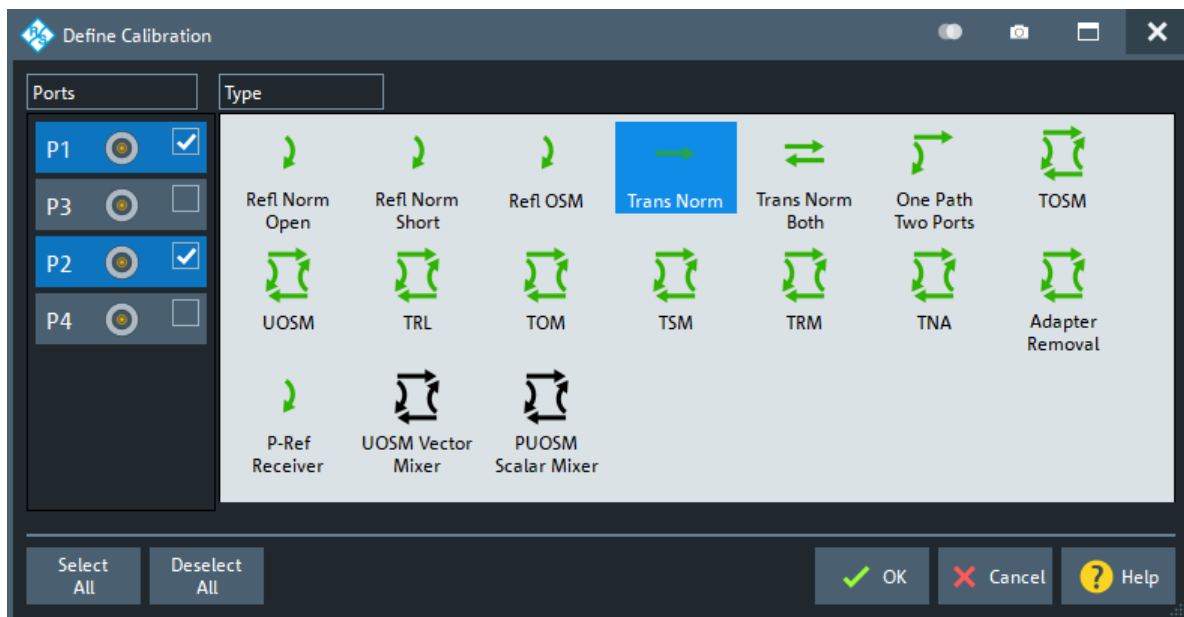 R&S Define Calibration
Ports
Type
P1
P3
P2
P4
Refl Norm
Open
Refl Norm
Short
Refl OSM
Trans Norm
Trans Norm
Both
One Path
Two Ports
TOSM
UOSM
TRL
TOM
TSM
TRM
TNA
Adapter
Removal
P-Ref
Receiver
UOSM Vector
Mixer
PUOSM
Scalar Mixer
Select
All
Deselect
All
OK
Cancel
? Help